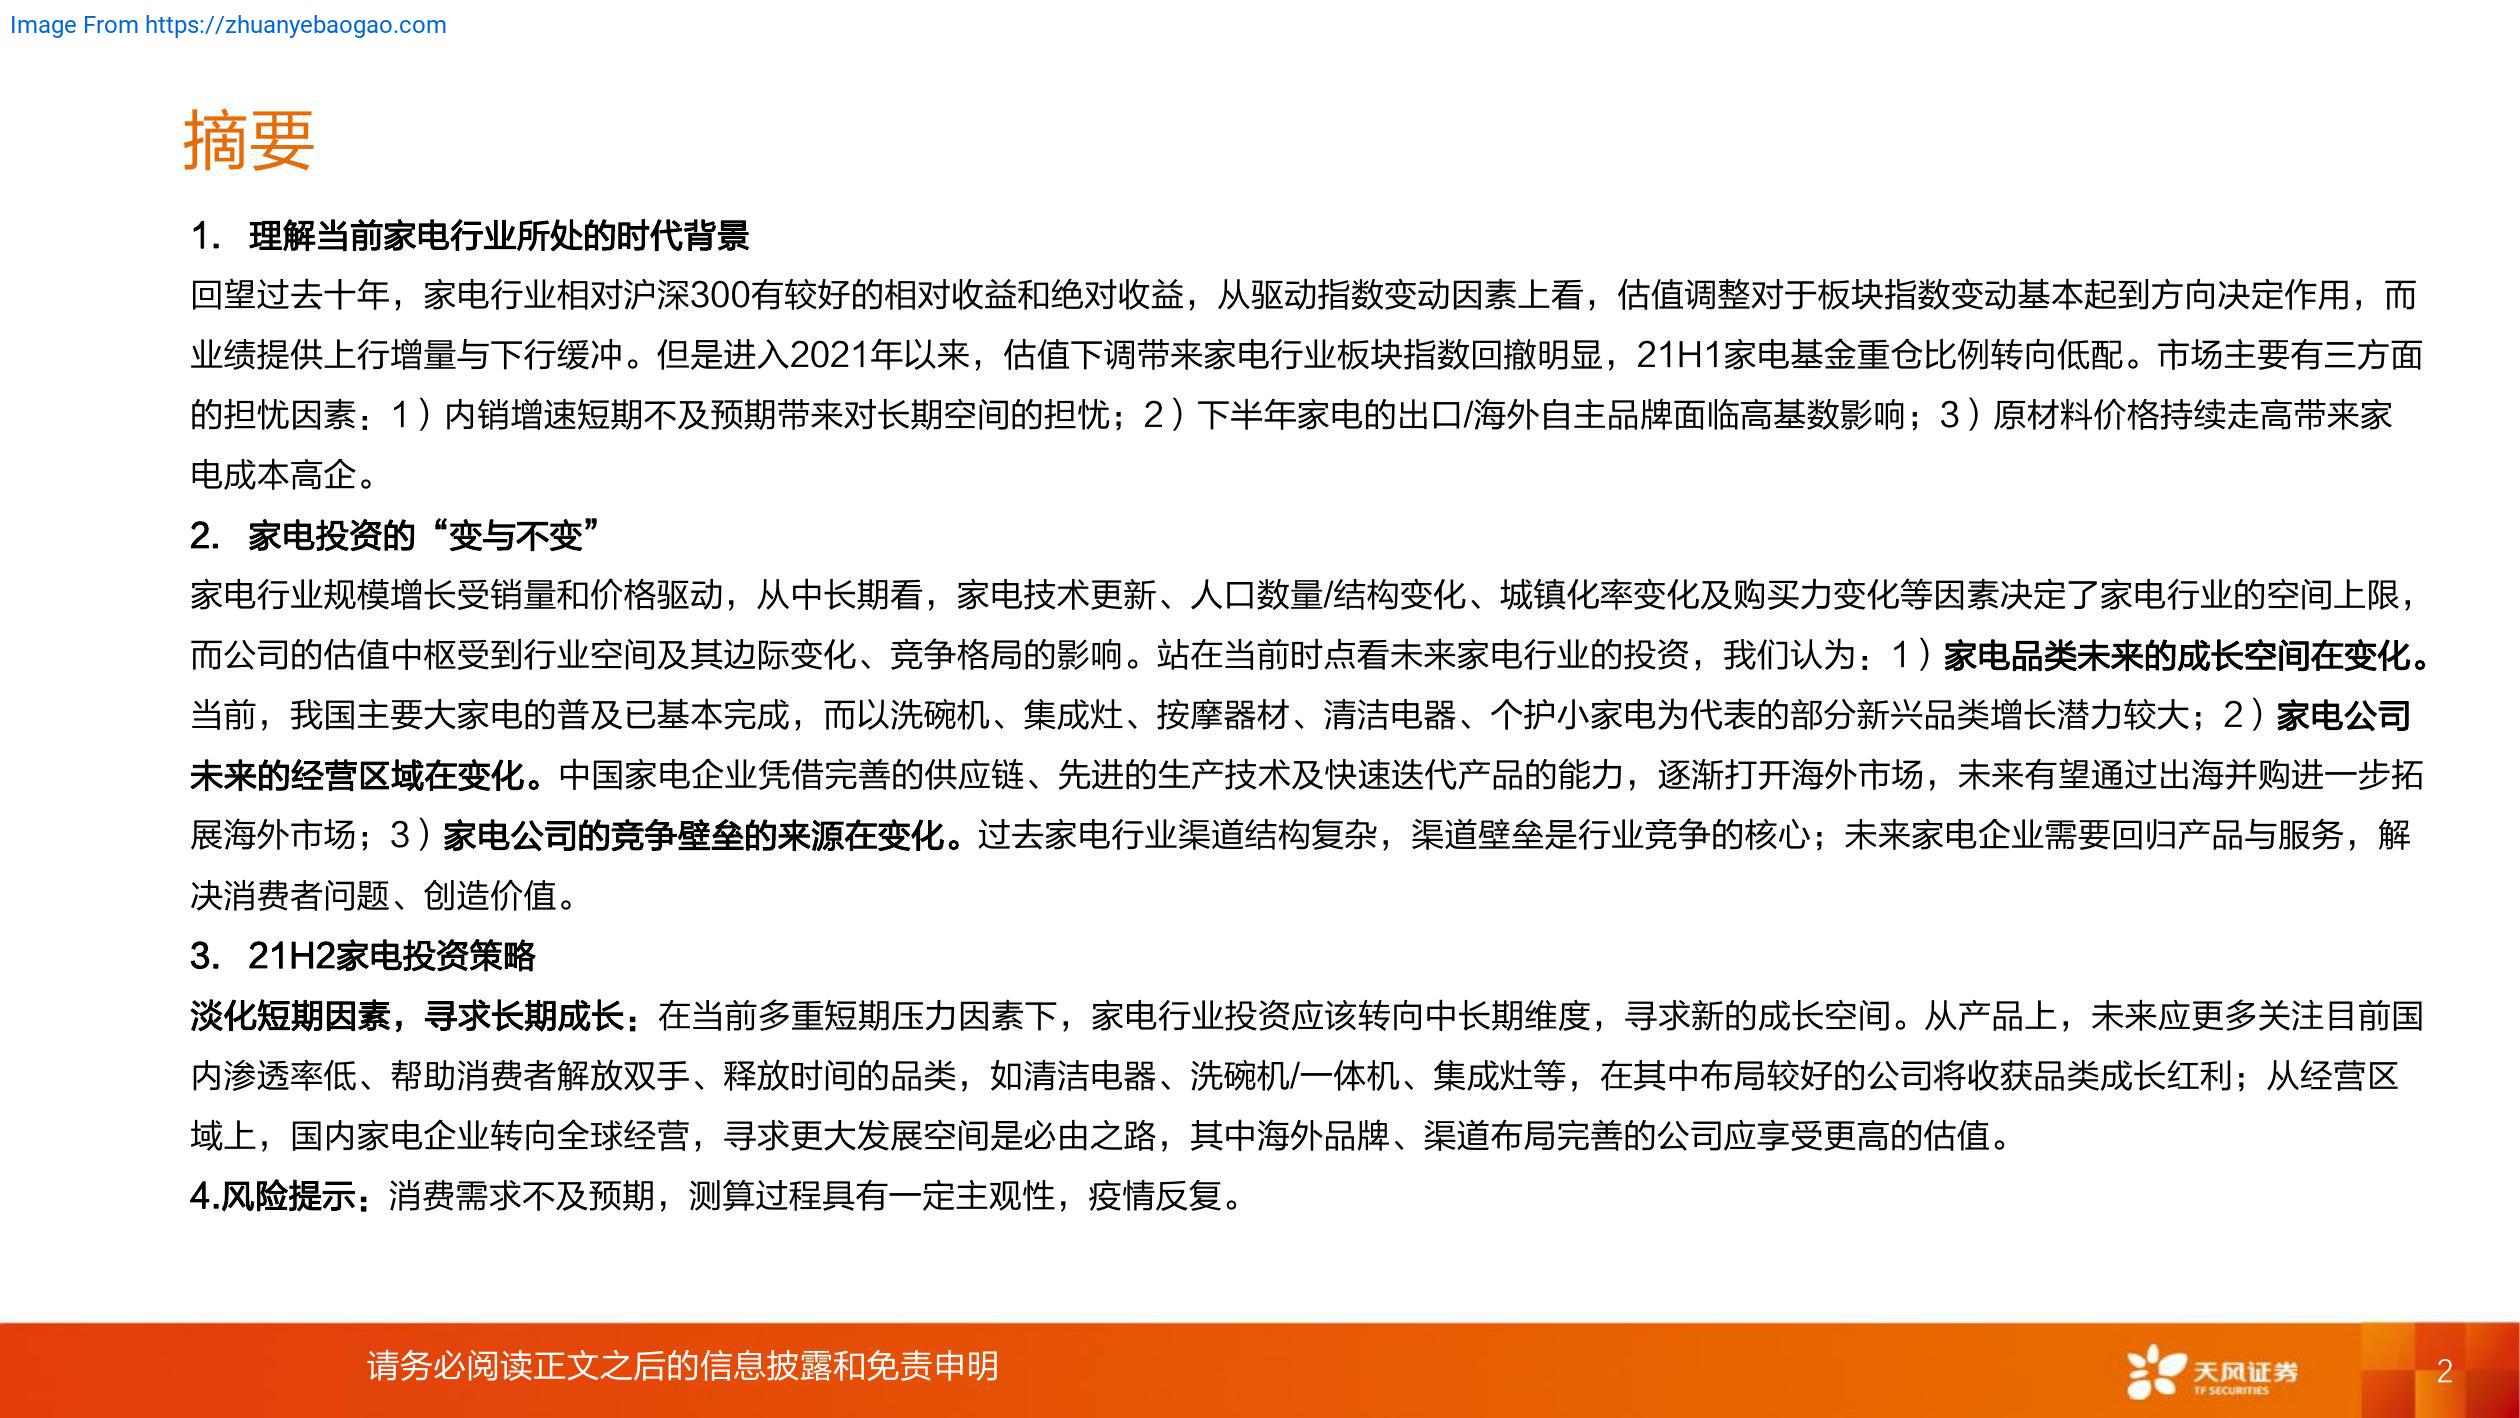 Image From https://zhuanyebaogao.com
摘要
1. 理解当前家电行业所处的时代背景
回望过去十年，家电行业相对沪深300有较好的相对收益和绝对收益，从驱动指数变动因素上看，估值调整对于板块指数变动基本起到方向决定作用，而
业绩提供上行增量与下行缓冲。但是进入2021年以来，估值下调带来家电行业板块指数回撤明显，21H1家电基金重仓比例转向低配。市场主要有三方面
的担忧因素：1）内销增速短期不及预期带来对长期空间的担忧；2）下半年家电的出口/海外自主品牌面临高基数影响；3）原材料价格持续走高带来家
电成本高企。
2. 家电投资的“变与不变”
家电行业规模增长受销量和价格驱动，从中长期看，家电技术更新、人口数量/结构变化、城镇化率变化及购买力变化等因素决定了家电行业的空间上限，
而公司的估值中枢受到行业空间及其边际变化、竞争格局的影响。站在当前时点看未来家电行业的投资，我们认为：1）家电品类未来的成长空间在变化。
当前，我国主要大家电的普及已基本完成，而以洗碗机、集成灶、按摩器材、清洁电器、个护小家电为代表的部分新兴品类增长潜力较大；2）家电公司
未来的经营区域在变化。中国家电企业凭借完善的供应链、先进的生产技术及快速迭代产品的能力，逐渐打开海外市场，未来有望通过出海并购进一步拓
展海外市场；3）家电公司的竞争壁垒的来源在变化。过去家电行业渠道结构复杂，渠道壁垒是行业竞争的核心；未来家电企业需要回归产品与服务，解
决消费者问题、创造价值。
3. 21H2家电投资策略
淡化短期因素，寻求长期成长：在当前多重短期压力因素下，家电行业投资应该转向中长期维度，寻求新的成长空间。从产品上，未来应更多关注目前国
内渗透率低、帮助消费者解放双手、释放时间的品类，如清洁电器、洗碗机/一体机、集成灶等，在其中布局较好的公司将收获品类成长红利；从经营区
域上，国内家电企业转向全球经营，寻求更大发展空间是必由之路，其中海外品牌、渠道布局完善的公司应享受更高的估值。
4.风险提示：消费需求不及预期，测算过程具有一定主观性，疫情反复。
请务必阅读正文之后的信息披露和免责申明
天风证券
TF SECURITIES
2